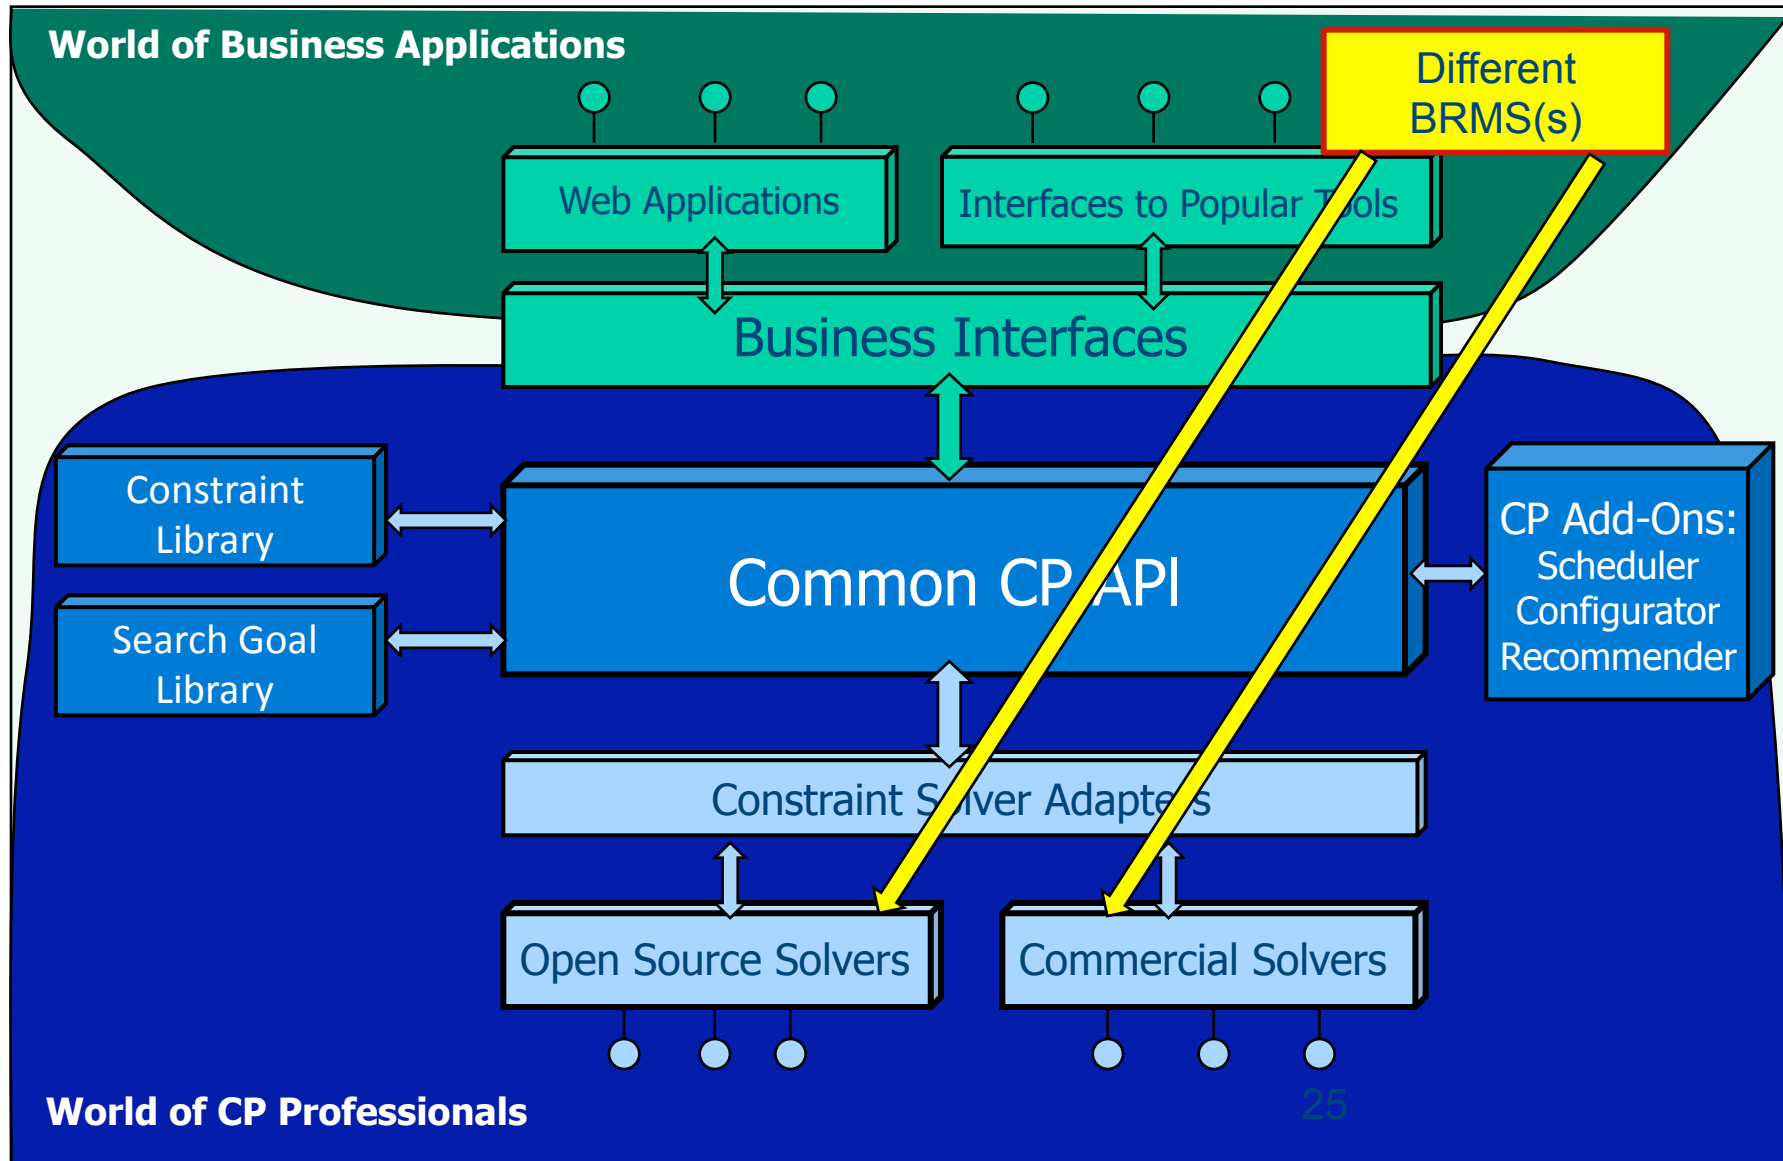 World of Business Applications
Different
BRMS(s)
Web Applications
Interfaces to Popular Tools
Business Interfaces
Constraint
Library
Common CP API
CP Add-Ons:
Scheduler
Configurator
Recommender
Search Goal
Library
Constraint Solver Adapters
Open Source Solvers
Commercial Solvers
World of CP Professionals
25